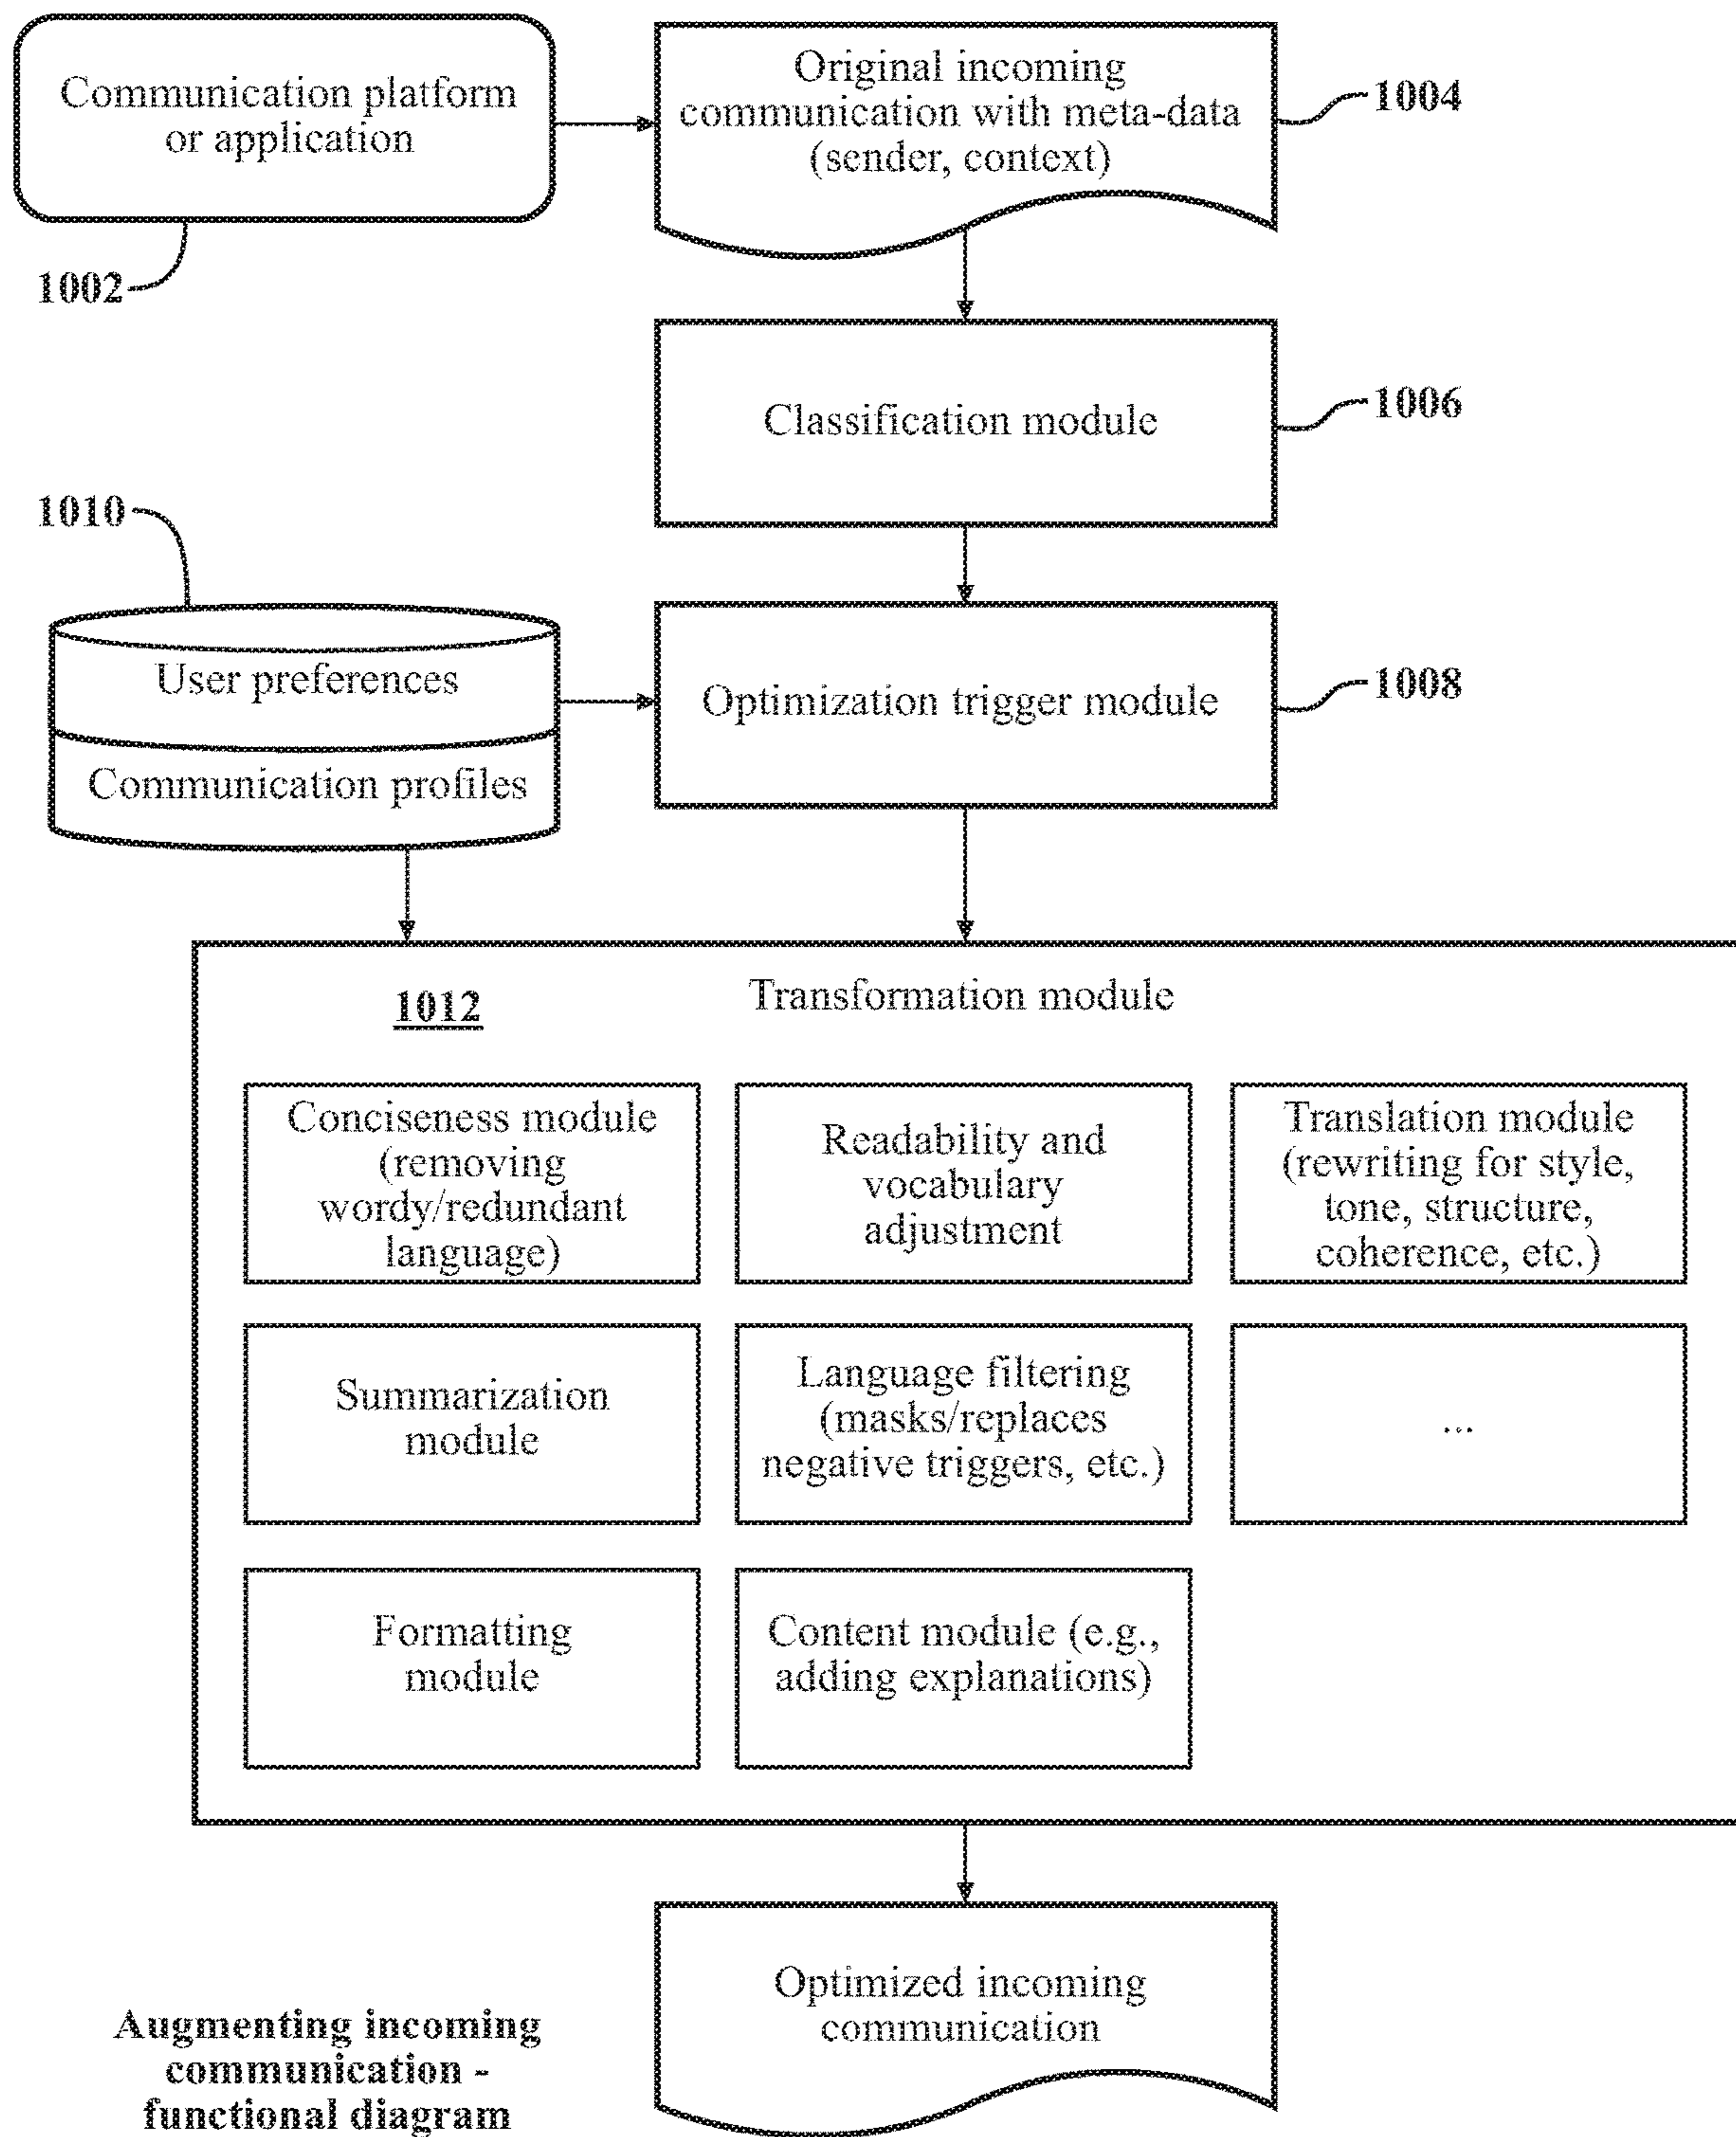 Communication platform
or application
1002
Original incoming
communication with meta-data
(sender, context)
1004
Classification module
1006
1010
User preferences
Communication profiles
Optimization trigger module
1008
1012
Transformation module
Conciseness module
(removing
wordy/redundant
language)
Readability and
vocabulary
adjustment
Translation module
(rewriting for style,
tone, structure,
coherence, etc.)
Summarization
module
Language filtering
(masks/replaces
negative triggers, etc.)
...
Formatting
module
Content module (e.g.,
adding explanations)
Optimized incoming
communication
Augmenting incoming
communication -
functional diagram